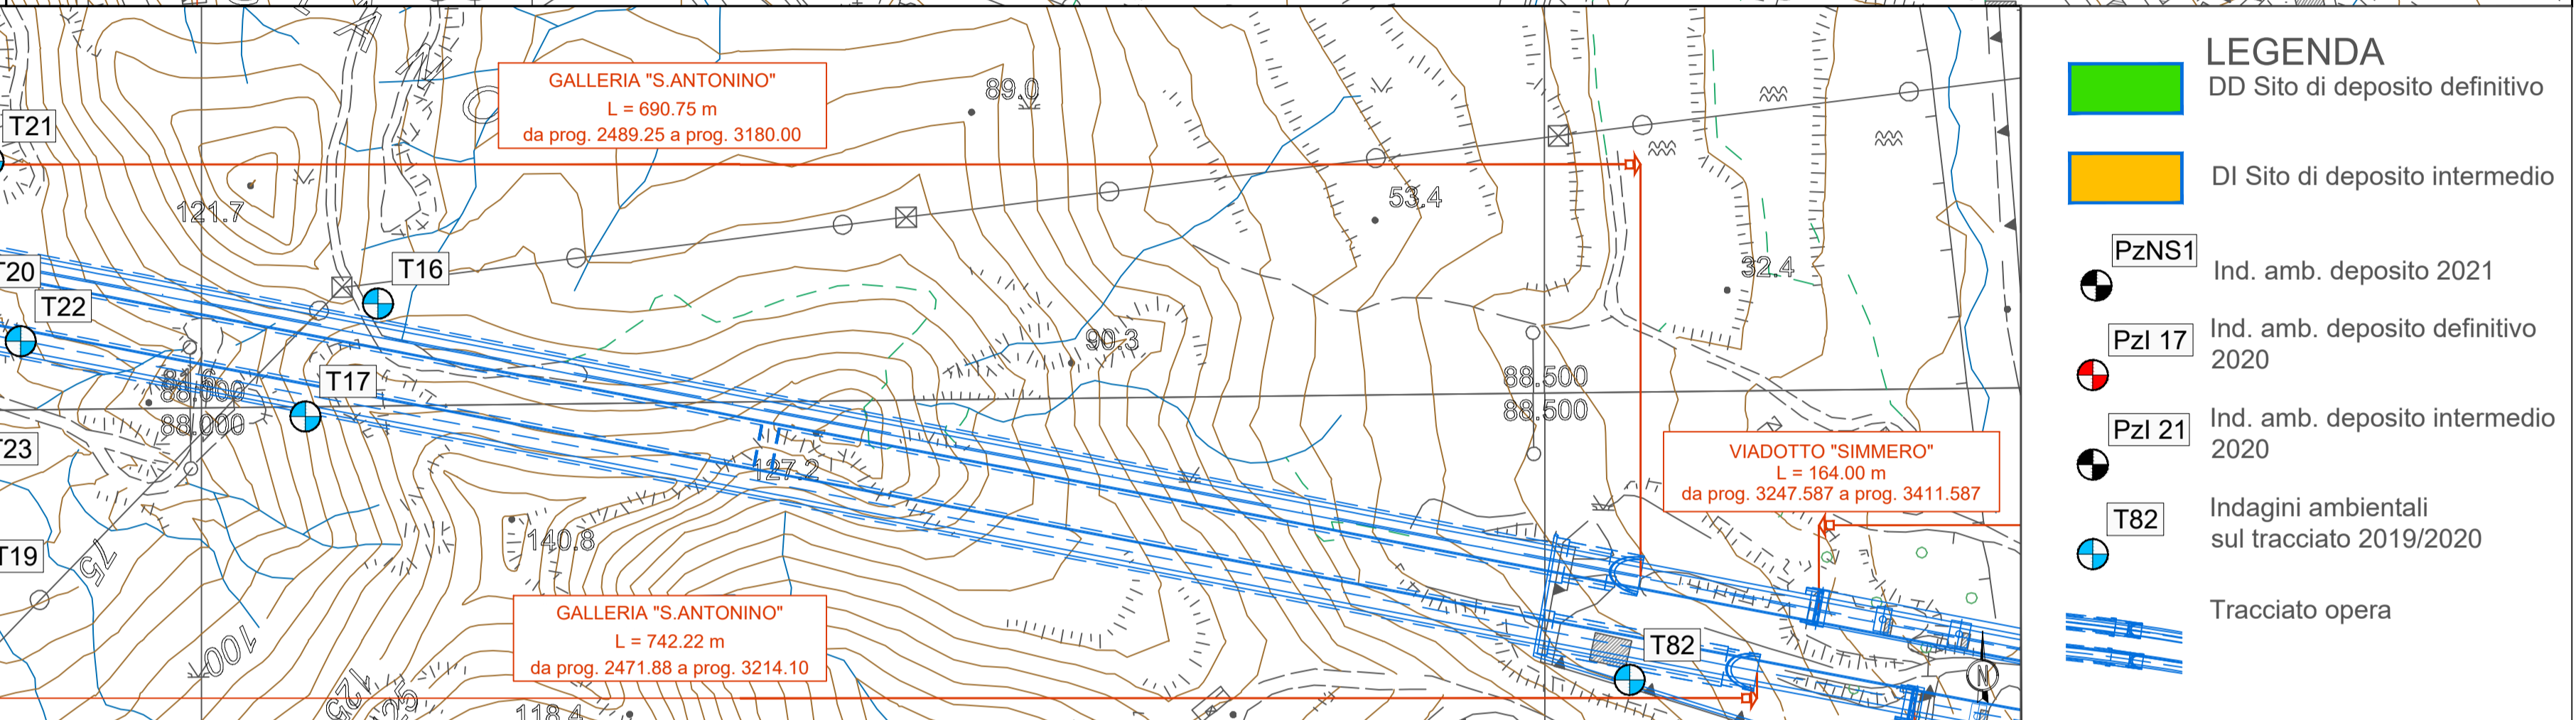 GALLERIA "S.ANTONINO"
L = 690.75 m
da prog. 2489.25 a prog. 3180.00
89.0
T21
121.7
53.4
T16
T20
T22
32.4
90.3
T17
88.000
88.000
88.500
88.500
T23
127.2
VIADOTTO "SIMMERO"
L = 164.00 m
da prog. 3247.587 a prog. 3411.587
140.8
T19
75
GALLERIA "S.ANTONINO"
L = 742.22 m
da prog. 2471.88 a prog. 3214.10
100
125
T82
118.4
N
LEGENDA
DD Sito di deposito definitivo
DI Sito di deposito intermedio
PzNS1
Ind. amb. deposito 2021
PzI 17
Ind. amb. deposito definitivo
2020
PzI 21
Ind. amb. deposito intermedio
2020
T82
Indagini ambientali
sul tracciato 2019/2020
Tracciato opera